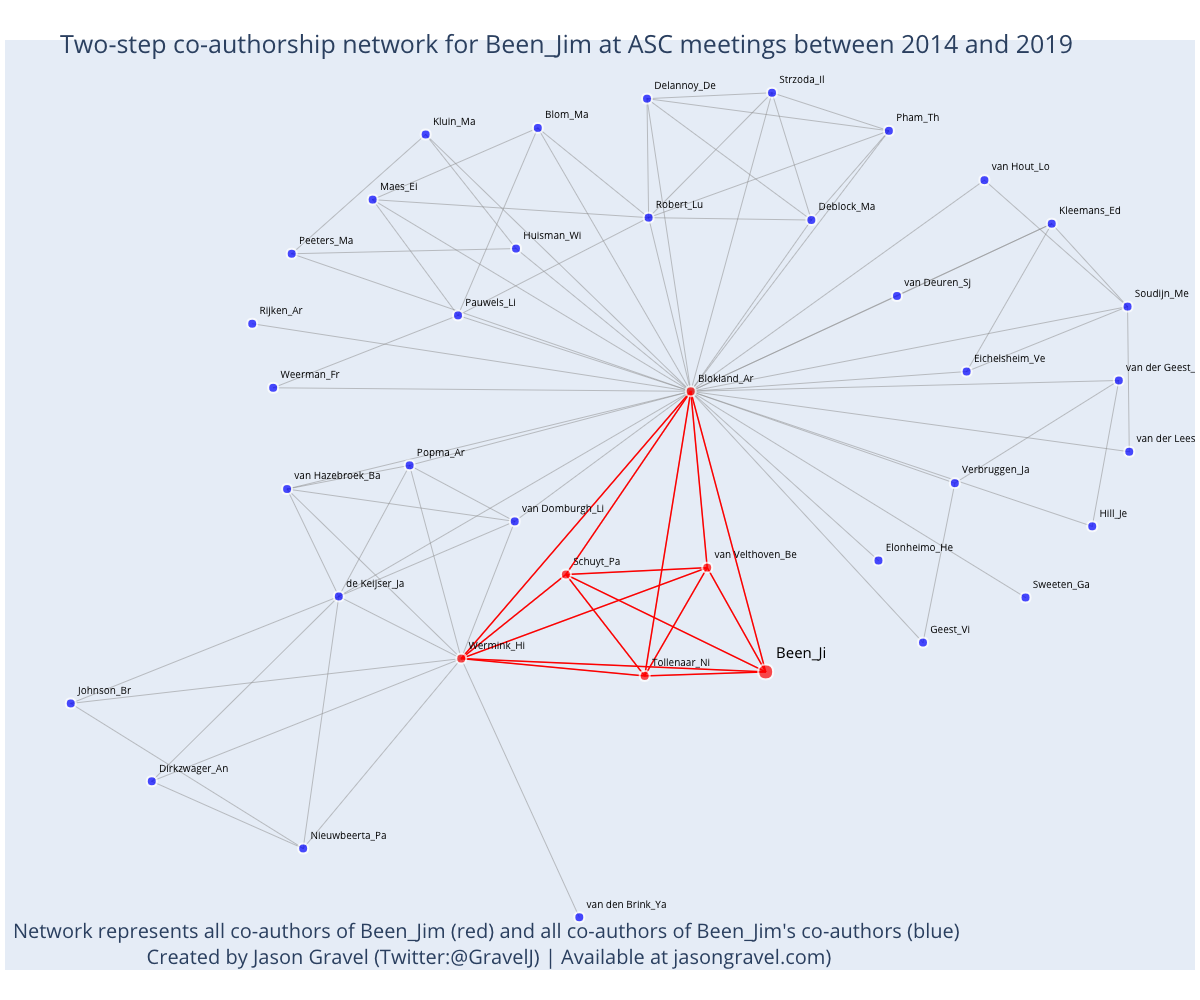 Two-step co-authorship network for Been_Jim at ASC meetings between 2014 and 2019
Delannoy_De
Strzoda_Il
Pham_Th
Blom_Ma
Kluin_Ma
van Hout_Lo
Maes_Ei
Robert_Lu
Deblock_Ma
Kleemans_Ed
Peeters_Ma
Huisman_Wi
van Deuren_Sj
Soudijn_Me
Rijken_Ar
Pauwels_Li
Eichelsheim_Ve
van der Geest_
Weerman_Fr
Blokland_Ar
van der Lees
Popma_Ar
van Hazebroek_Ba
Verbruggen_Ja
van Domburgh_Li
Hill_Je
Elonheimo_He
Schuyt_Pa
van Velthoven_Be
de Keijser_Ja
Sweeten_Ga
Geest_Vi
Wermink_Hi
Been_Ji
Tollenaar_Ni
Johnson_Br
Dirkzwager_An
Nieuwbeerta_Pa
van den Brink_Ya
Network represents all co-authors of Been_Jim (red) and all co-authors of Been_Jim's co-authors (blue)
Created by Jason Gravel (Twitter:@GravelJ) | Available at jasongravel.com)